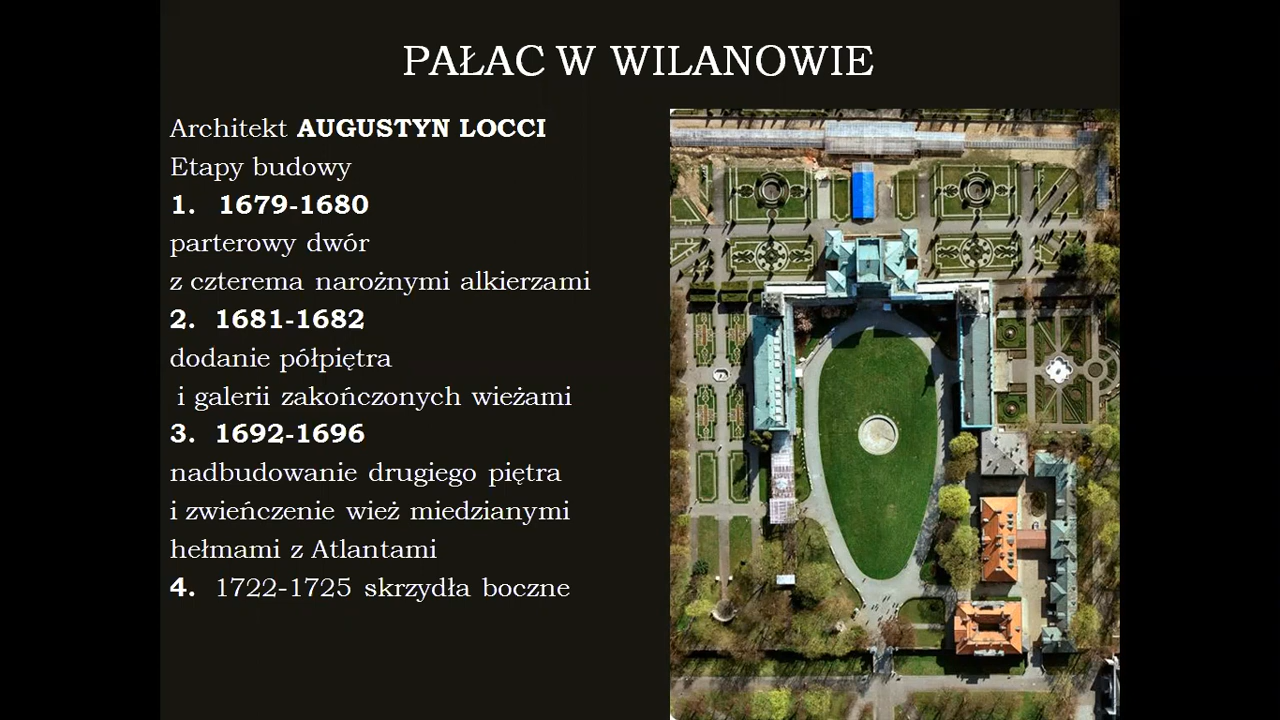 PAŁAC W WILANOWIE
Architekt AUGUSTYN LOCCI
Etapy budowy
1. 1679-1680
parterowy dwór
z czterema narożnymi alkierzami
2. 1681-1682
dodanie półpiętra
i galerii zakończonych wieżami
3. 1692-1696
nadbudowanie drugiego piętra
i zwieńczenie wież miedzianymi
hełmami z Atlantami
4. 1722-1725 skrzydła boczne